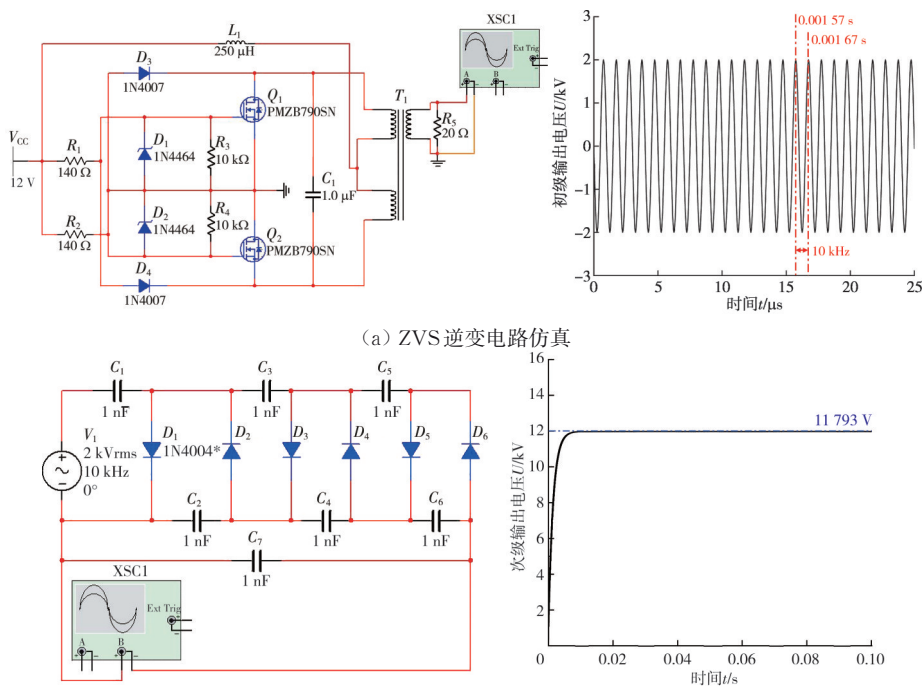 L1
250 μH
D3
1N4007
Q1
PMZB790SN
VCC
12 V
R1
140 Ω
R2
140 Ω
D1
1N4464
D2
1N4464
R3
10 kΩ
R4
10 kΩ
Q2
PMZB790SN
D4
1N4007
C1
1.0 μF
T1
R5
20 Ω
XSC1
Ext Trig
A
B
初级输出电压U/kV
3
2
1
0
−1
−2
−3
0.001 57 s
0.001 67 s
10 kHz
0 5 10 15 20 25
时间t/μs
(a) ZVS逆变电路仿真
C1
1 nF
C3
1 nF
C5
1 nF
V1
2 kVrms
10 kHz
0°
D1
1N4004*
D2
D3
D4
D5
D6
C2
1 nF
C4
1 nF
C6
1 nF
C7
1 nF
XSC1
Ext Trig
A
B
次级输出电压U/kV
16
14
12
10
8
6
4
2
11 793 V
0 0.02 0.04 0.06 0.08 0.10
时间t/s